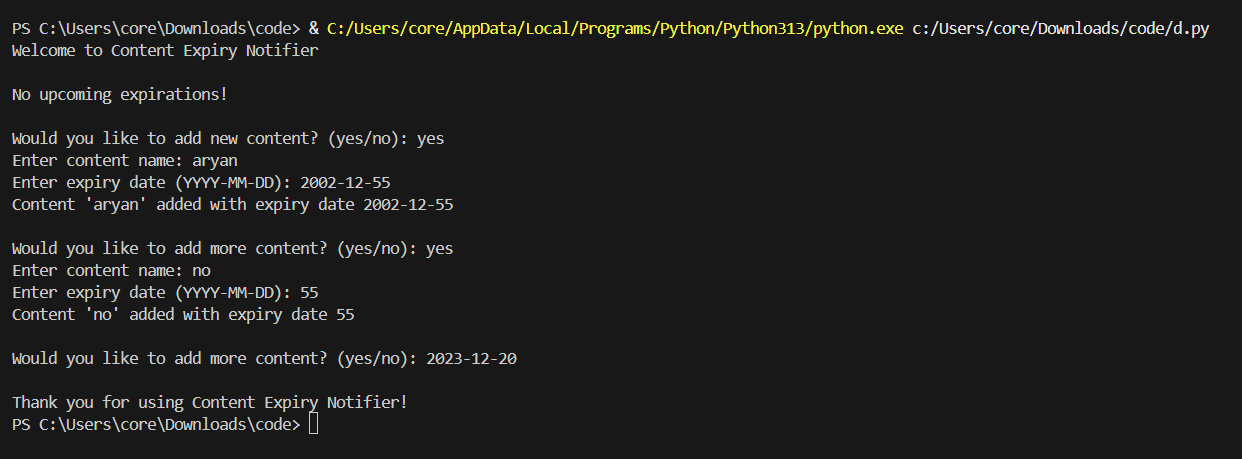 PS C:\Users\core\Downloads\code> & C:/Users/core/AppData/Local/Programs/Python/Python313/python.exe c:/Users/core/Downloads/code/d.py
Welcome to Content Expiry Notifier
No upcoming expirations!
Would you like to add new content? (yes/no): yes
Enter content name: aryan
Enter expiry date (YYYY-MM-DD): 2002-12-55
Content 'aryan' added with expiry date 2002-12-55
Would you like to add more content? (yes/no): yes
Enter content name: no
Enter expiry date (YYYY-MM-DD): 55
Content 'no' added with expiry date 55
Would you like to add more content? (yes/no): 2023-12-20
Thank you for using Content Expiry Notifier!
PS C:\Users\core\Downloads\code>